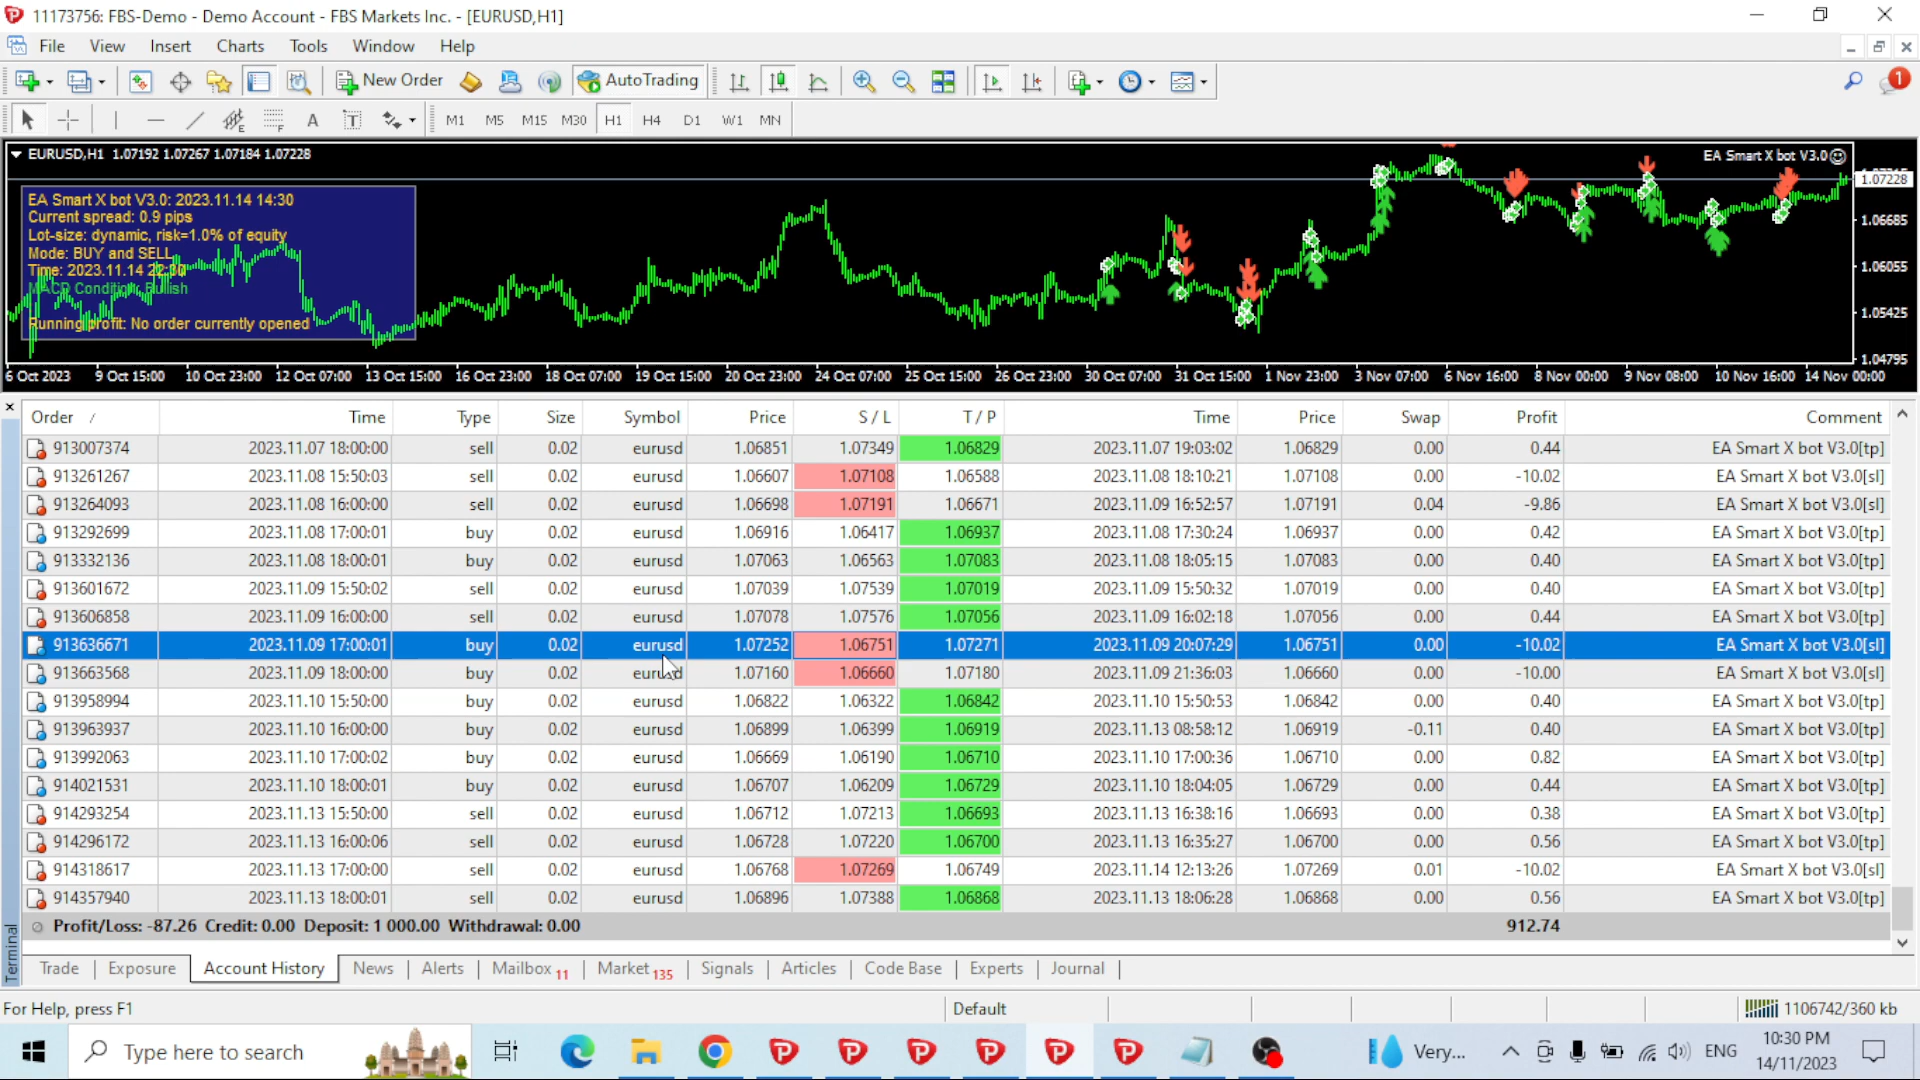 11173756: FBS-Demo - Demo Account - FBS Markets Inc. - [EURUSD,H1]
File View Insert Charts Tools Window Help
New Order AutoTrading 1
E F A T M1 M5 M15 M30 H1 H4 D1 W1 MN
EURUSD,H1 1.07192 1.07267 1.07184 1.07228
EA Smart X bot V3.0
EA Smart X bot V3.0: 2023.11.14 14:30
Current spread: 0.9 pips
Lot-size: dynamic, risk=1.0% of equity
Mode: BUY and SELL
Time: 2023.11.14 22:30
MACD Condition: Bullish
Running profit: No order currently opened
1.07228
1.06685
1.06055
1.05425
1.04795
6 Oct 2023 9 Oct 15:00 10 Oct 23:00 12 Oct 07:00 13 Oct 15:00 16 Oct 23:00 18 Oct 07:00 19 Oct 15:00 20 Oct 23:00 24 Oct 07:00 25 Oct 15:00 26 Oct 23:00 30 Oct 07:00 31 Oct 15:00 1 Nov 23:00 3 Nov 07:00 6 Nov 16:00 8 Nov 00:00 9 Nov 08:00 10 Nov 16:00 14 Nov 00:00
Order / Time Type Size Symbol Price S / L T / P Time Price Swap Profit Comment
913007374 2023.11.07 18:00:00 sell 0.02 eurusd 1.06851 1.07349 1.06829 2023.11.07 19:03:02 1.06829 0.00 0.44 EA Smart X bot V3.0[tp]
913261267 2023.11.08 15:50:03 sell 0.02 eurusd 1.06607 1.07108 1.06588 2023.11.08 18:10:21 1.07108 0.00 -10.02 EA Smart X bot V3.0[sl]
913264093 2023.11.08 16:00:00 sell 0.02 eurusd 1.06698 1.07191 1.06671 2023.11.09 16:52:57 1.07191 0.04 -9.86 EA Smart X bot V3.0[sl]
913292699 2023.11.08 17:00:01 buy 0.02 eurusd 1.06916 1.06417 1.06937 2023.11.08 17:30:24 1.06937 0.00 0.42 EA Smart X bot V3.0[tp]
913332136 2023.11.08 18:00:01 buy 0.02 eurusd 1.07063 1.06563 1.07083 2023.11.08 18:05:15 1.07083 0.00 0.40 EA Smart X bot V3.0[tp]
913601672 2023.11.09 15:50:02 sell 0.02 eurusd 1.07039 1.07539 1.07019 2023.11.09 15:50:32 1.07019 0.00 0.40 EA Smart X bot V3.0[tp]
913606858 2023.11.09 16:00:00 sell 0.02 eurusd 1.07078 1.07576 1.07056 2023.11.09 16:02:18 1.07056 0.00 0.44 EA Smart X bot V3.0[tp]
913636671 2023.11.09 17:00:01 buy 0.02 eurusd 1.07252 1.06751 1.07271 2023.11.09 20:07:29 1.06751 0.00 -10.02 EA Smart X bot V3.0[sl]
913663568 2023.11.09 18:00:00 buy 0.02 eurusd 1.07160 1.06660 1.07180 2023.11.09 21:36:03 1.06660 0.00 -10.00 EA Smart X bot V3.0[sl]
913958994 2023.11.10 15:50:00 buy 0.02 eurusd 1.06822 1.06322 1.06842 2023.11.10 15:50:53 1.06842 0.00 0.40 EA Smart X bot V3.0[tp]
913963937 2023.11.10 16:00:00 buy 0.02 eurusd 1.06899 1.06399 1.06919 2023.11.13 08:58:12 1.06919 -0.11 0.40 EA Smart X bot V3.0[tp]
913992063 2023.11.10 17:00:02 buy 0.02 eurusd 1.06669 1.06190 1.06710 2023.11.10 17:00:36 1.06710 0.00 0.82 EA Smart X bot V3.0[tp]
914021531 2023.11.10 18:00:01 buy 0.02 eurusd 1.06707 1.06209 1.06729 2023.11.10 18:04:05 1.06729 0.00 0.44 EA Smart X bot V3.0[tp]
914293254 2023.11.13 15:50:00 sell 0.02 eurusd 1.06712 1.07213 1.06693 2023.11.13 16:38:16 1.06693 0.00 0.38 EA Smart X bot V3.0[tp]
914296172 2023.11.13 16:00:06 sell 0.02 eurusd 1.06728 1.07220 1.06700 2023.11.13 16:35:27 1.06700 0.00 0.56 EA Smart X bot V3.0[tp]
914318617 2023.11.13 17:00:00 sell 0.02 eurusd 1.06768 1.07269 1.06749 2023.11.14 12:13:26 1.07269 0.01 -10.02 EA Smart X bot V3.0[sl]
914357940 2023.11.13 18:00:01 sell 0.02 eurusd 1.06896 1.07388 1.06868 2023.11.13 18:06:28 1.06868 0.00 0.56 EA Smart X bot V3.0[tp]
Profit/Loss: -87.26 Credit: 0.00 Deposit: 1 000.00 Withdrawal: 0.00 912.74
Terminal
Trade Exposure Account History News Alerts Mailbox 11 Market 135 Signals Articles Code Base Experts Journal
For Help, press F1 Default 1106742/360 kb
Type here to search Very... ENG 10:30 PM
14/11/2023